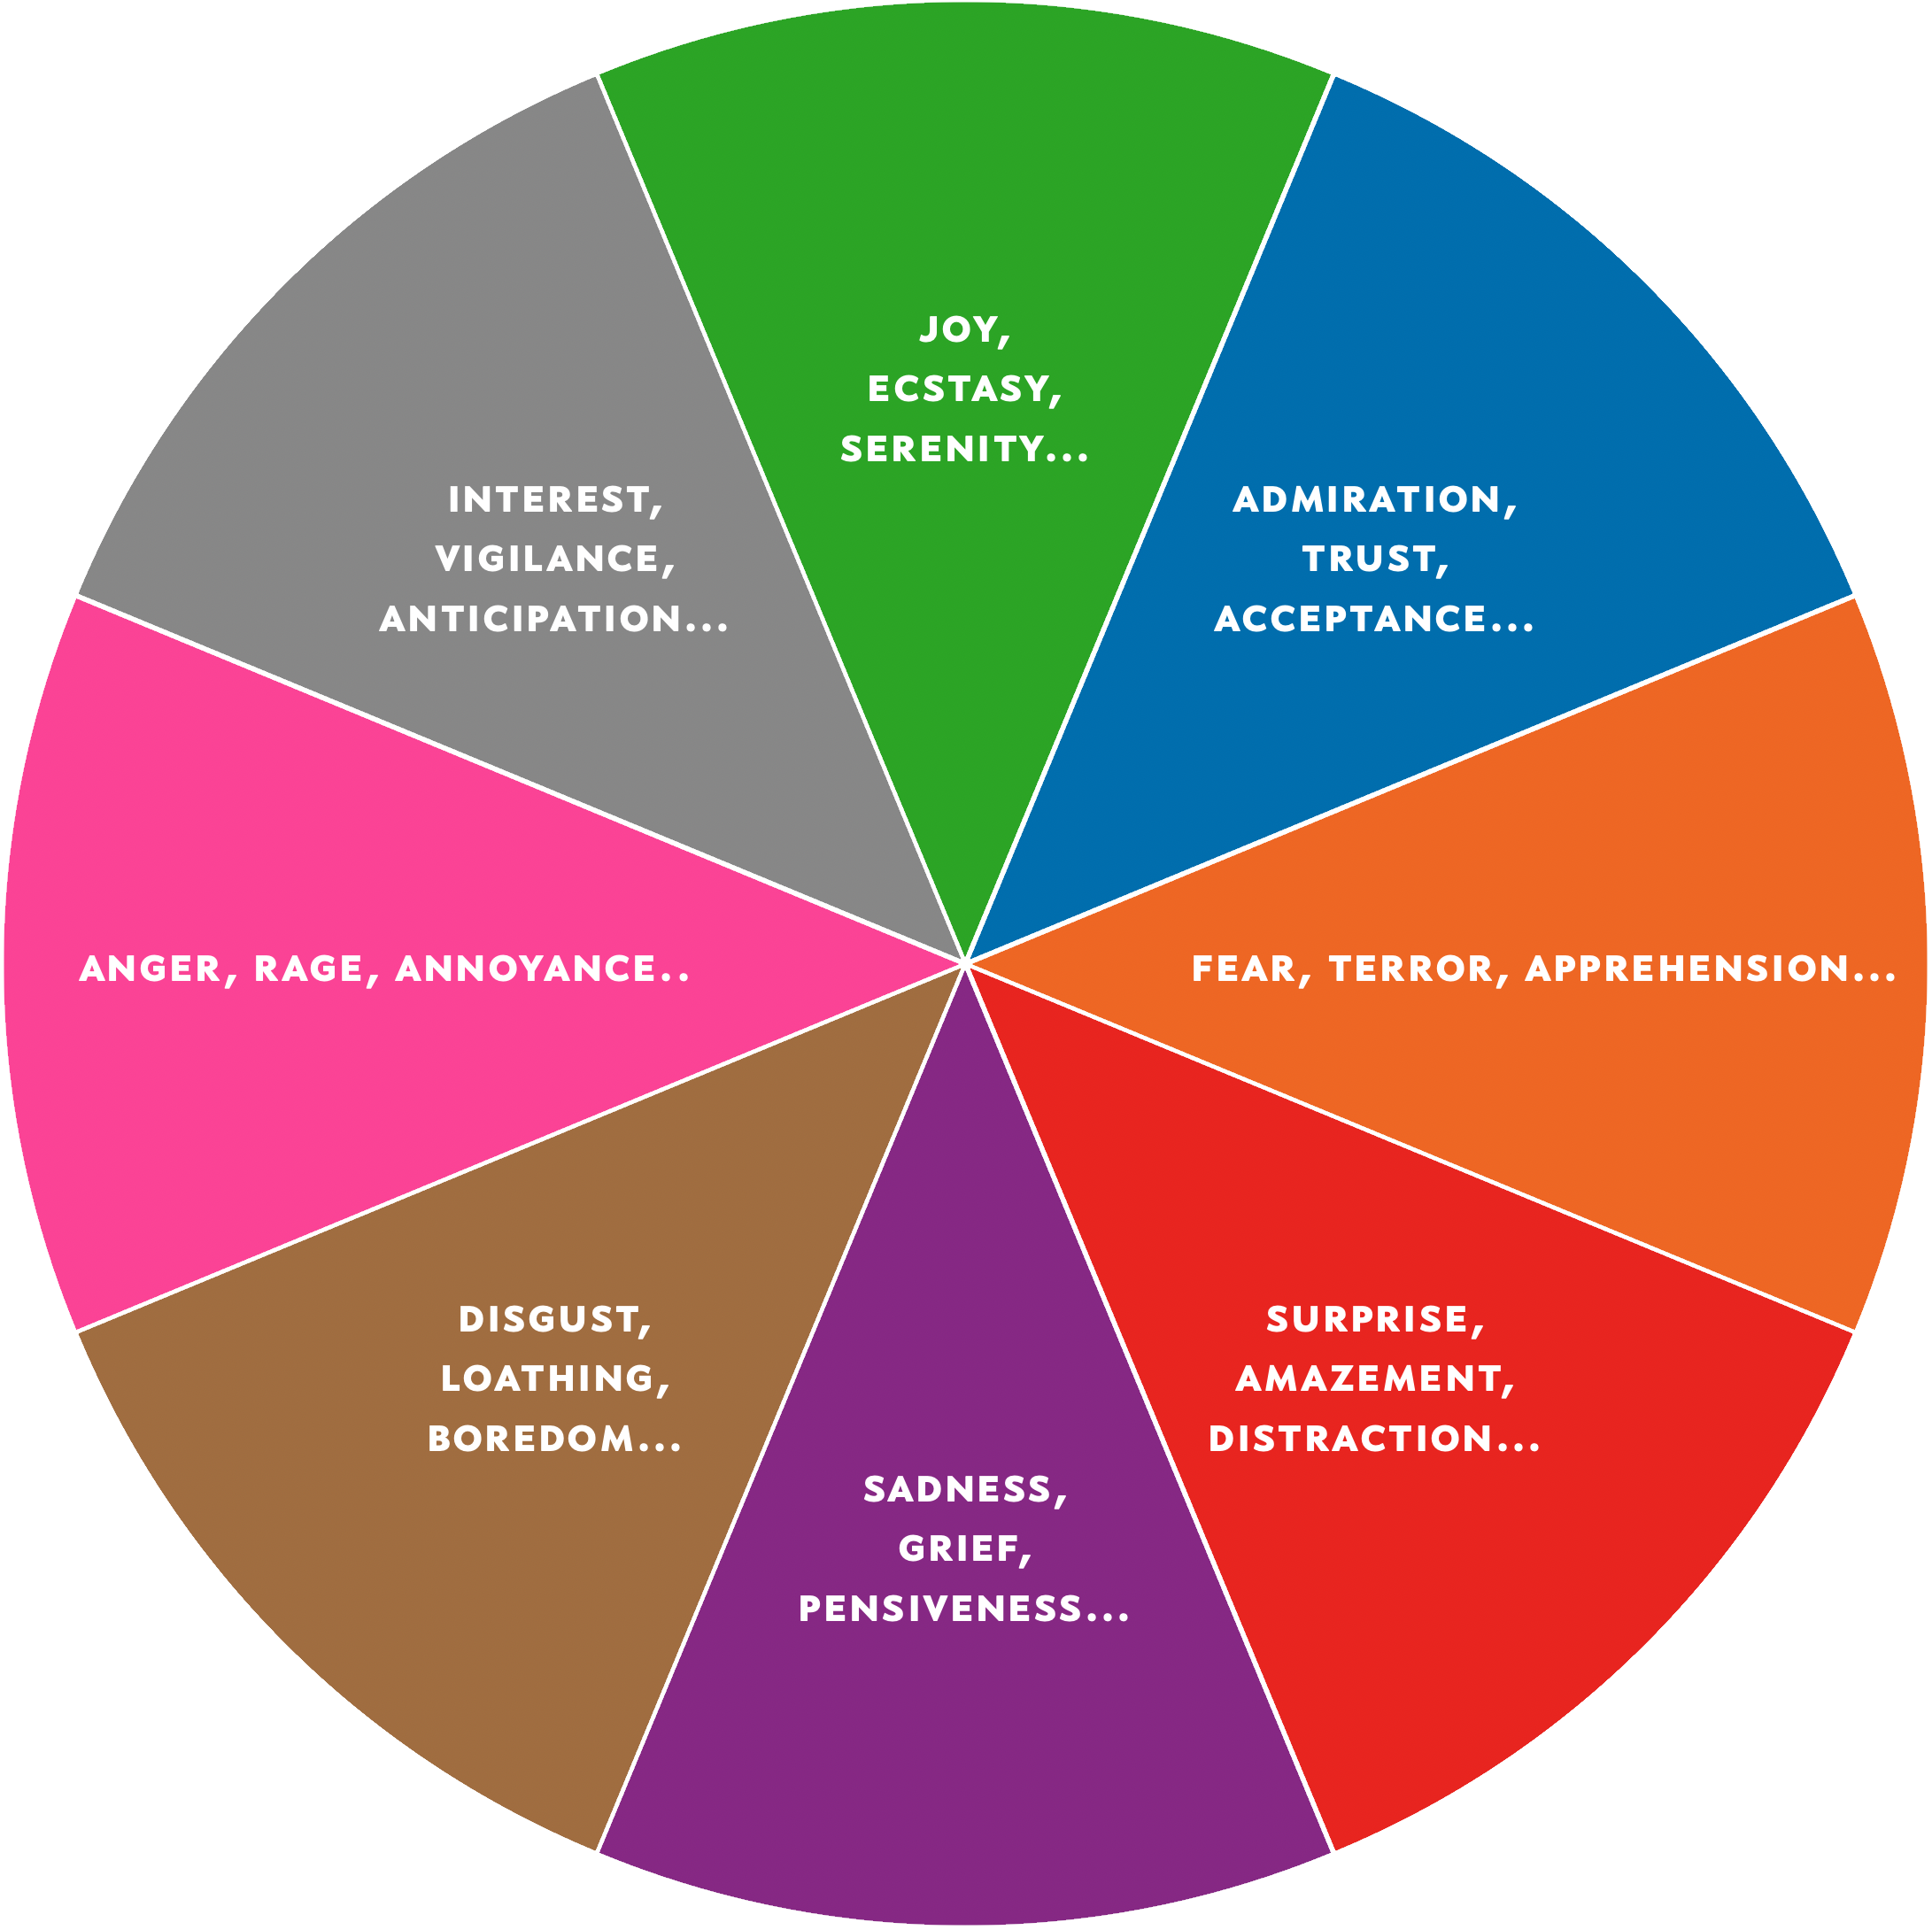 JOY,
ECSTASY,
SERENITY...
ADMIRATION,
TRUST,
ACCEPTANCE...
FEAR, TERROR, APPREHENSION...
SURPRISE,
AMAZEMENT,
DISTRACTION...
SADNESS,
GRIEF,
PENSIVENESS...
DISGUST,
LOATHING,
BOREDOM...
ANGER, RAGE, ANNOYANCE..
INTEREST,
VIGILANCE,
ANTICIPATION...